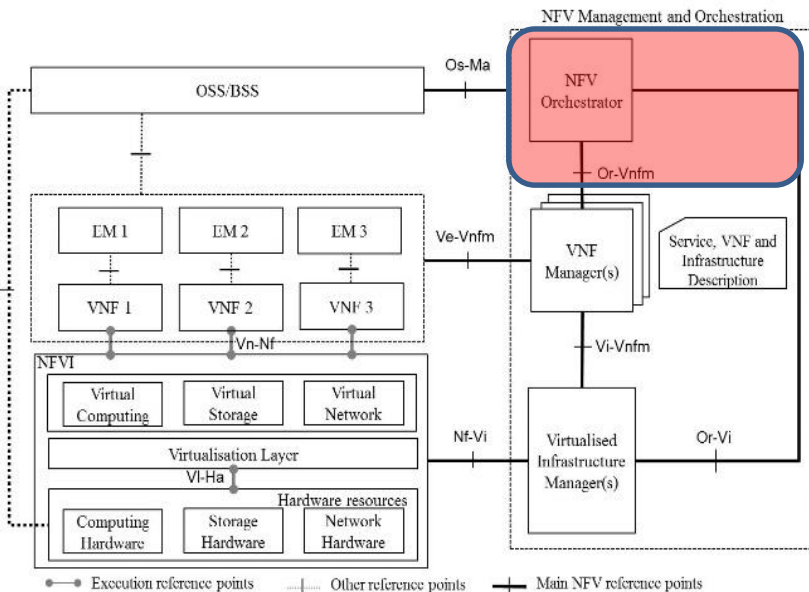 NFV Management and Orchestration
OSS/BSS
Os-Ma
NFV
Orchestrator
Or-Vnfm
EM 1
EM 2
EM 3
Ve-Vnfm
VNF
Manager(s)
Service, VNF and
Infrastructure
Description
VNF 1
VNF 2
VNF 3
Vn-Nf
Vi-Vnfm
NFVI
Virtual
Computing
Virtual
Storage
Virtual
Network
Nf-Vi
Virtualised
Infrastructure
Manager(s)
Or-Vi
Virtualisation Layer
Vl-Ha
Hardware resources
Computing
Hardware
Storage
Hardware
Network
Hardware
Execution reference points
Other reference points
Main NFV reference points